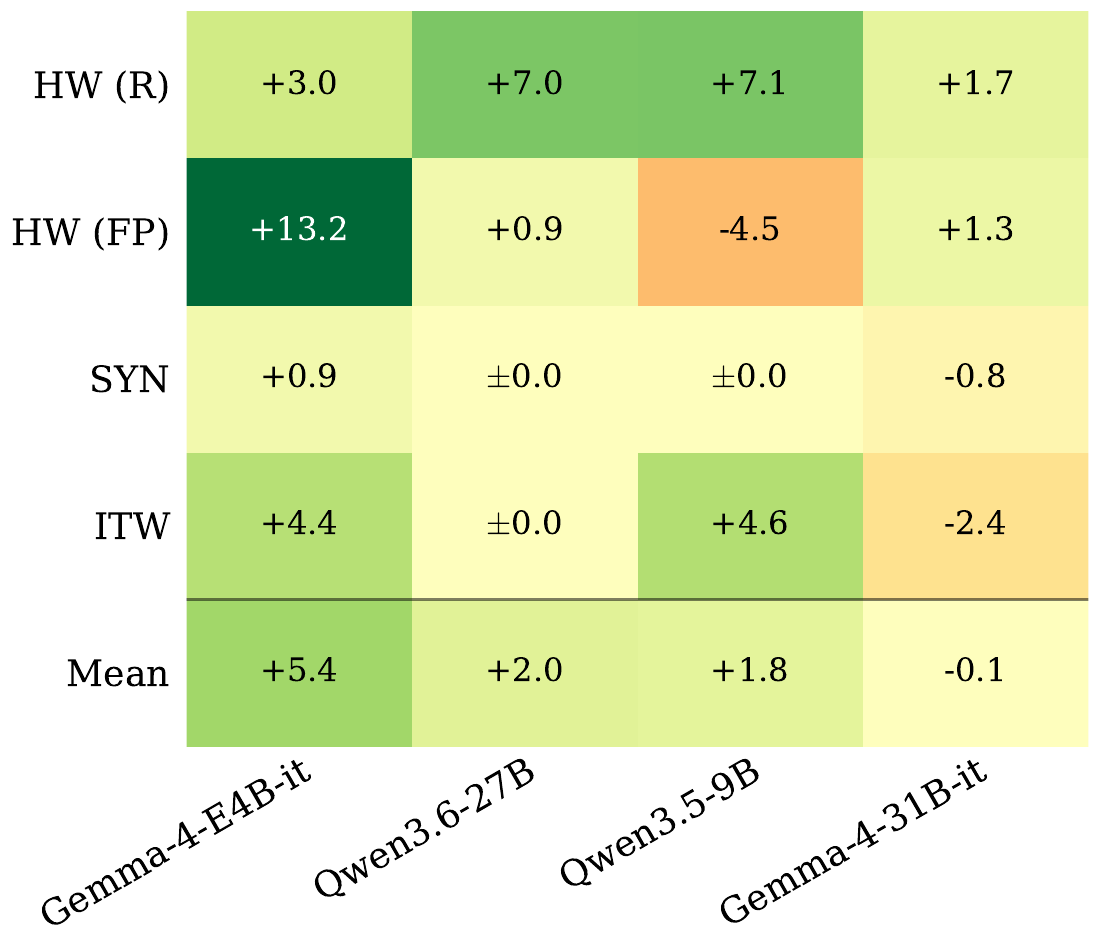 HW (R) +3.0 +7.0 +7.1 +1.7
HW (FP) +13.2 +0.9 -4.5 +1.3
SYN +0.9 ±0.0 ±0.0 -0.8
ITW +4.4 ±0.0 +4.6 -2.4
Mean +5.4 +2.0 +1.8 -0.1
Gemma-4-E4B-it Qwen3.6-27B Qwen3.5-9B Gemma-4-31B-it